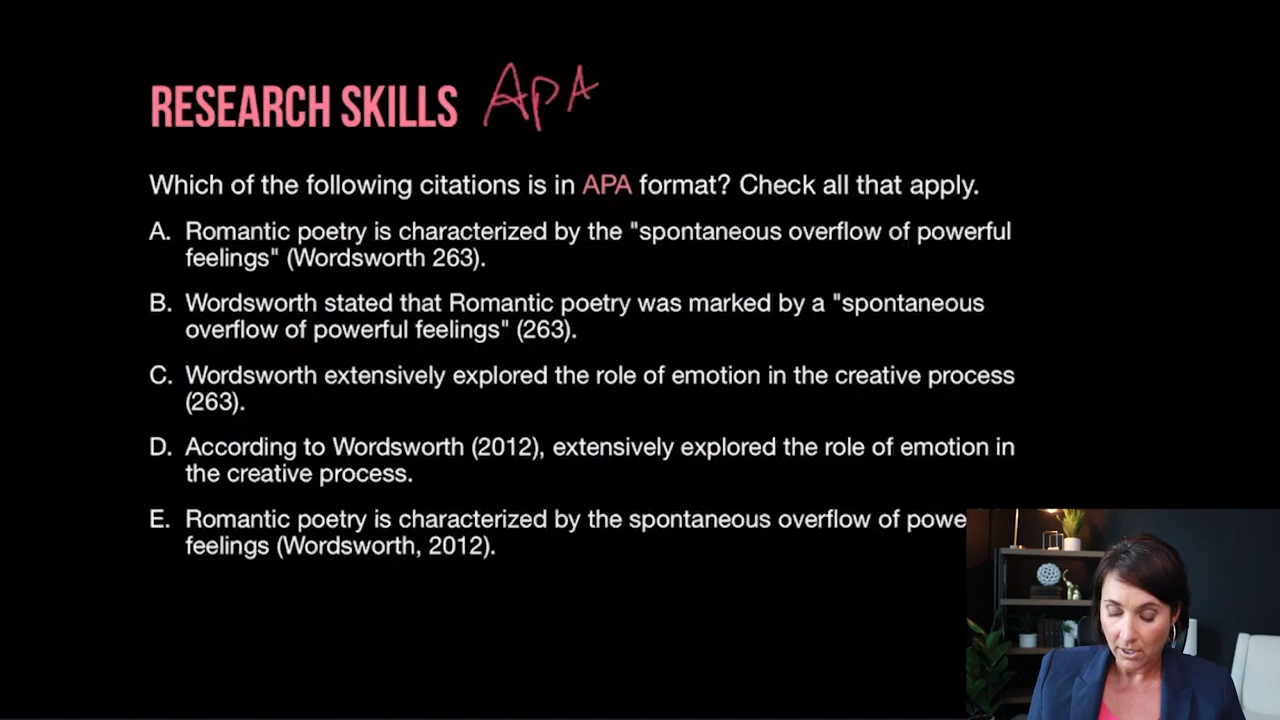 RESEARCH SKILLS APA
Which of the following citations is in APA format? Check all that apply.
A. Romantic poetry is characterized by the "spontaneous overflow of powerful
feelings" (Wordsworth 263).
B. Wordsworth stated that Romantic poetry was marked by a "spontaneous
overflow of powerful feelings" (263).
C. Wordsworth extensively explored the role of emotion in the creative process
(263).
D. According to Wordsworth (2012), extensively explored the role of emotion in
the creative process.
E. Romantic poetry is characterized by the spontaneous overflow of
feelings (Wordsworth, 2012).